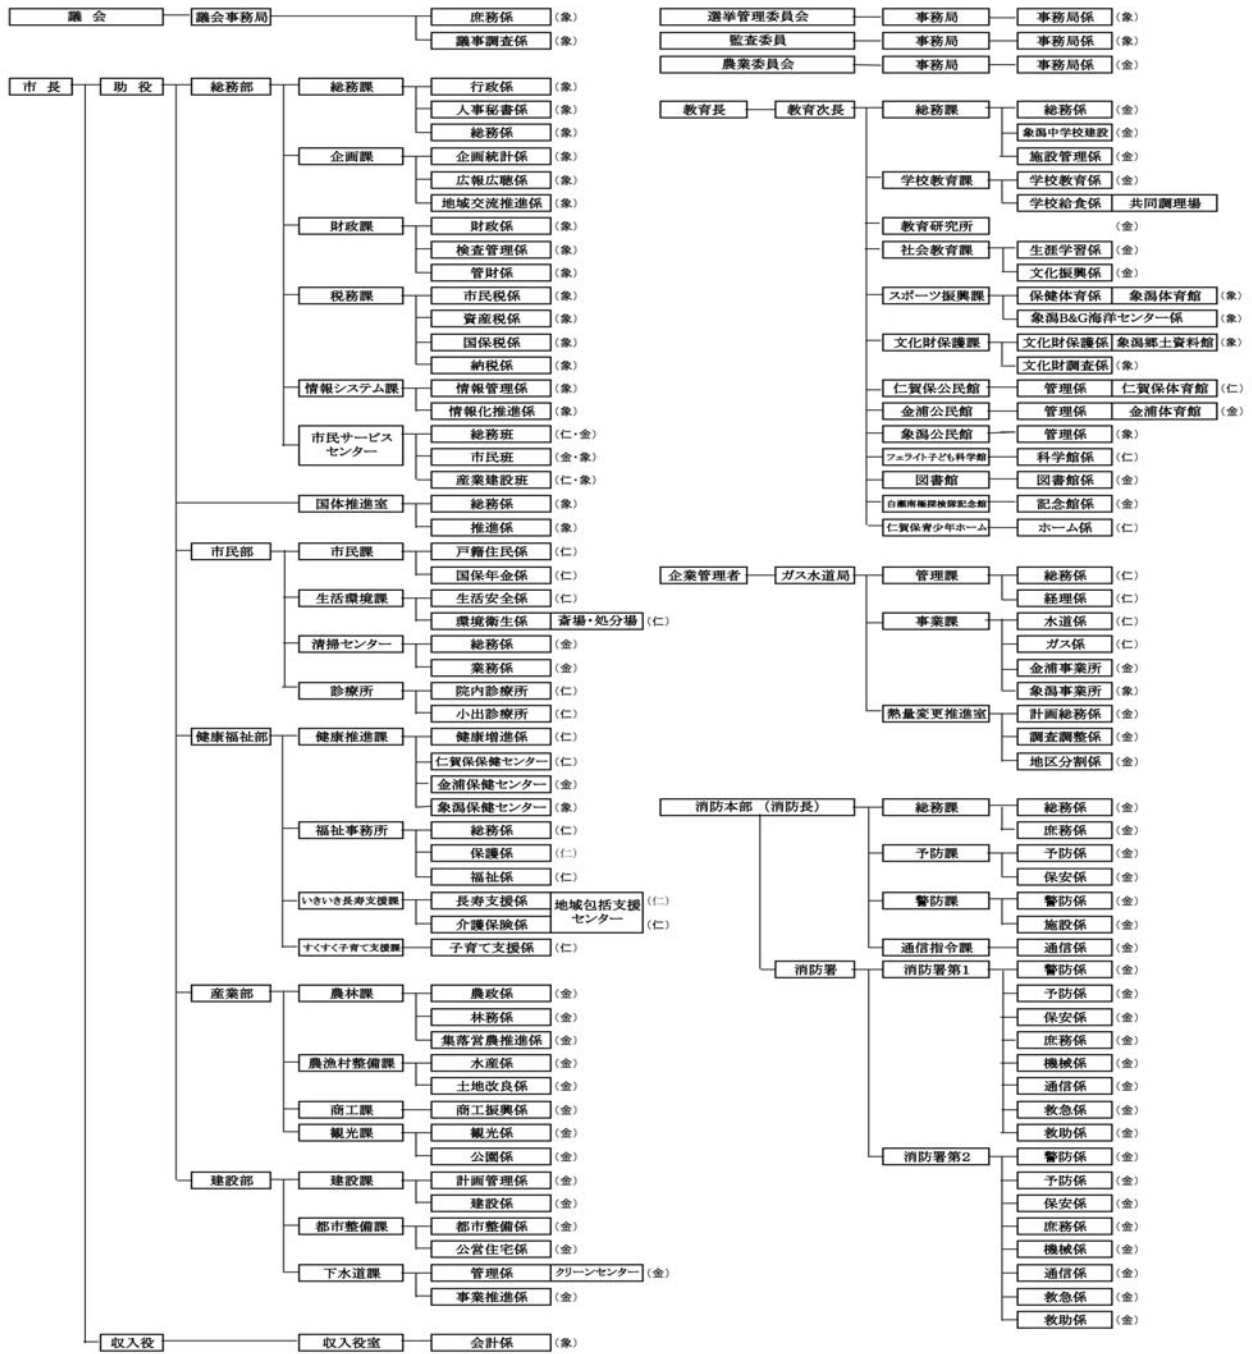 議 会 議会事務局 庶務係 (象)
議事調査係 (象)
市 長 助 役 総務部 総務課 行政係 (象)
人事秘書係 (象)
総務係 (象)
企画課 企画統計係 (象)
広報広聴係 (象)
地域交流推進係 (象)
財政課 財政係 (象)
検査管理係 (象)
管財係 (象)
税務課 市民税係 (象)
資産税係 (象)
国保税係 (象)
納税係 (象)
情報システム課 情報管理係 (象)
情報化推進係 (象)
市民サービス
センター
総務班 (仁・金)
市民班 (金・象)
産業建設班 (仁・象)
国体推進室 総務係 (象)
推進係 (象)
市民部 市民課 戸籍住民係 (仁)
国保年金係 (仁)
生活環境課 生活安全係 (仁)
環境衛生係 斎場・処分場 (仁)
清掃センター 総務係 (金)
業務係 (金)
診療所 院内診療所 (仁)
小出診療所 (仁)
健康福祉部 健康推進課 健康増進係 (仁)
仁賀保保健センター (仁)
金浦保健センター (金)
象潟保健センター (象)
福祉事務所 総務係 (仁)
保護係 (仁)
福祉係 (仁)
いきいき長寿支援課 長寿支援係 (仁)
介護保険係 (仁)
地域包括支援
センター
すくすく子育て支援課 子育て支援係 (仁)
産業部 農林課 農政係 (金)
林務係 (金)
集落営農推進係 (金)
農漁村整備課 水産係 (金)
土地改良係 (金)
商工課 商工振興係 (金)
観光課 観光係 (金)
公園係 (金)
建設部 建設課 計画管理係 (金)
建設係 (金)
都市整備課 都市整備係 (金)
公営住宅係 (金)
下水道課 管理係 クリーンセンター (金)
事業推進係 (金)
収入役 収入役室 会計係 (象)
選挙管理委員会 事務局 事務局係 (象)
監査委員 事務局 事務局係 (象)
農業委員会 事務局 事務局係 (金)
教育長 教育次長 総務課 総務係 (金)
象潟中学校建設 (金)
施設管理係 (金)
学校教育課 学校教育係 (金)
学校給食係 共同調理場
教育研究所 (金)
社会教育課 生涯学習係 (金)
文化振興係 (金)
スポーツ振興課 保健体育係 象潟体育館 (象)
象潟B&G海洋センター係 (象)
文化財保護課 文化財保護係 象潟郷土資料館 (象)
文化財調査係 (象)
仁賀保公民館 管理係 仁賀保体育館 (仁)
金浦公民館 管理係 金浦体育館 (金)
象潟公民館 管理係 (象)
フェライト子ども科学館 科学館係 (仁)
図書館 図書館係 (金)
白瀬南極探検隊記念館 記念館係 (金)
仁賀保青少年ホーム ホーム係 (仁)
企業管理者 ガス水道局 管理課 総務係 (仁)
経理係 (仁)
事業課 水道係 (仁)
ガス係 (仁)
金浦事業所 (金)
象潟事業所 (象)
熱量変更推進室 計画総務係 (金)
調査調整係 (金)
地区分割係 (金)
消防本部 (消防長) 総務課 総務係 (金)
庶務係 (金)
予防課 予防係 (金)
保安係 (金)
警防課 警防係 (金)
施設係 (金)
通信指令課 通信係 (金)
消防署 消防署第1 警防係 (金)
予防係 (金)
保安係 (金)
庶務係 (金)
機械係 (金)
通信係 (金)
救急係 (金)
救助係 (金)
消防署第2 警防係 (金)
予防係 (金)
保安係 (金)
庶務係 (金)
機械係 (金)
通信係 (金)
救急係 (金)
救助係 (金)